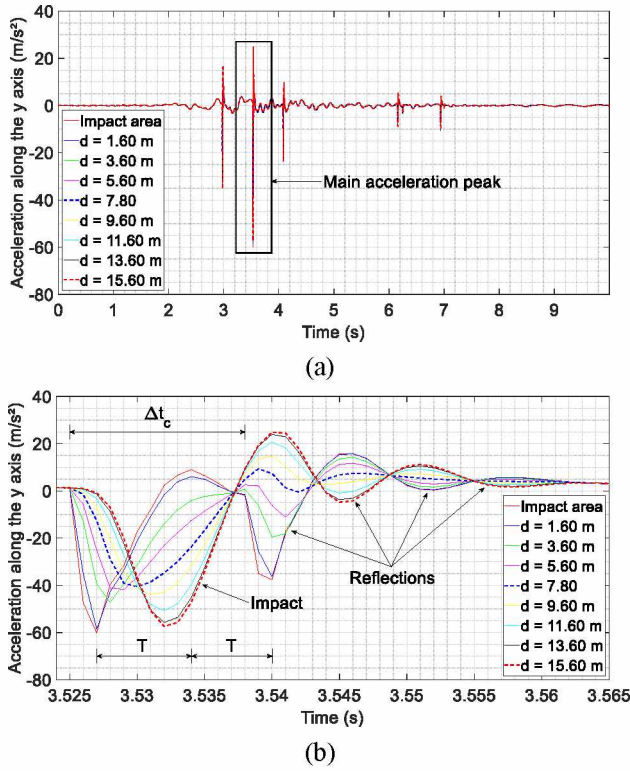 Acceleration along the y axis (m/s²)
40
20
0
-20
-40
-60
-80
Impact area
d = 1.60 m
d = 3.60 m
d = 5.60 m
d = 7.80
d = 9.60 m
d = 11.60 m
d = 13.60 m
d = 15.60 m
Main acceleration peak
0 1 2 3 4 5 6 7 8 9
Time (s)
(a)
Acceleration along the y axis (m/s²)
40
20
0
-20
-40
-60
-80
Δtc
Impact
Reflections
T T
Impact area
d = 1.60 m
d = 3.60 m
d = 5.60 m
d = 7.80
d = 9.60 m
d = 11.60 m
d = 13.60 m
d = 15.60 m
3.525 3.53 3.535 3.54 3.545 3.55 3.555 3.56 3.565
Time (s)
(b)